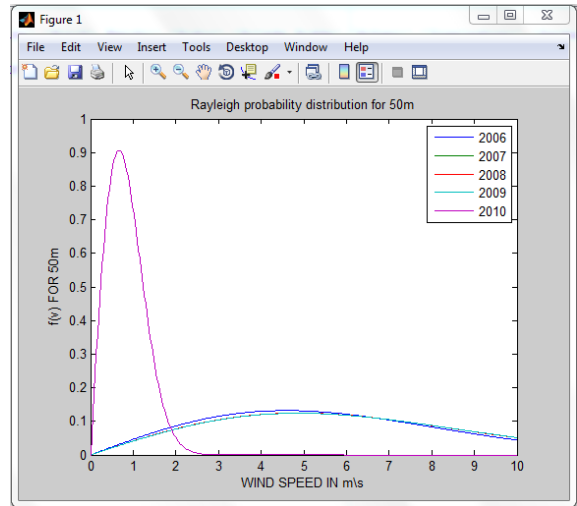 Figure 1
File Edit View Insert Tools Desktop Window Help
Rayleigh probability distribution for 50m
1
0.9
0.8
0.7
0.6
0.5
0.4
0.3
0.2
0.1
0
f(v) FOR 50m
2006
2007
2008
2009
2010
0 1 2 3 4 5 6 7 8 9 10
WIND SPEED IN m\s